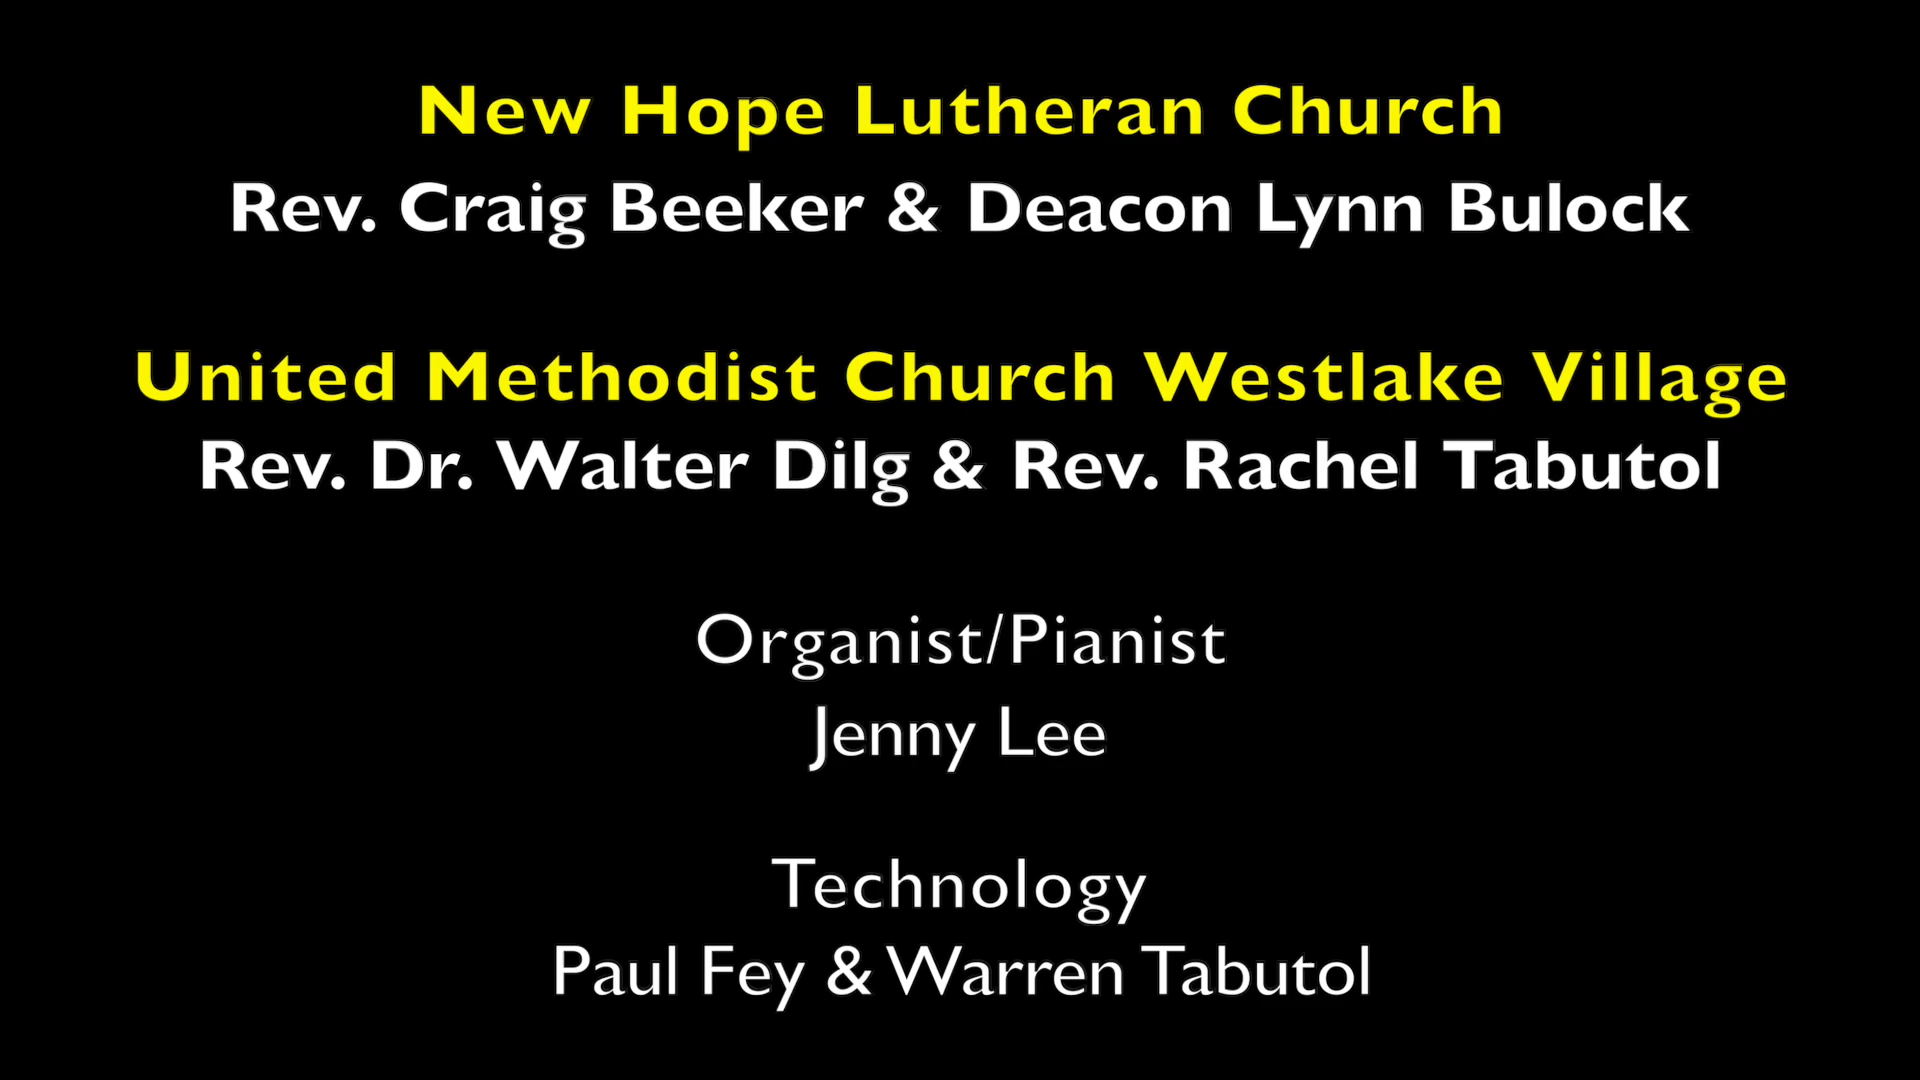 New Hope Lutheran Church
Rev. Craig Beeker & Deacon Lynn Bulock
United Methodist Church Westlake Village
Rev. Dr. Walter Dilg & Rev. Rachel Tabutol
Organist/Pianist
Jenny Lee
Technology
Paul Fey & Warren Tabutol